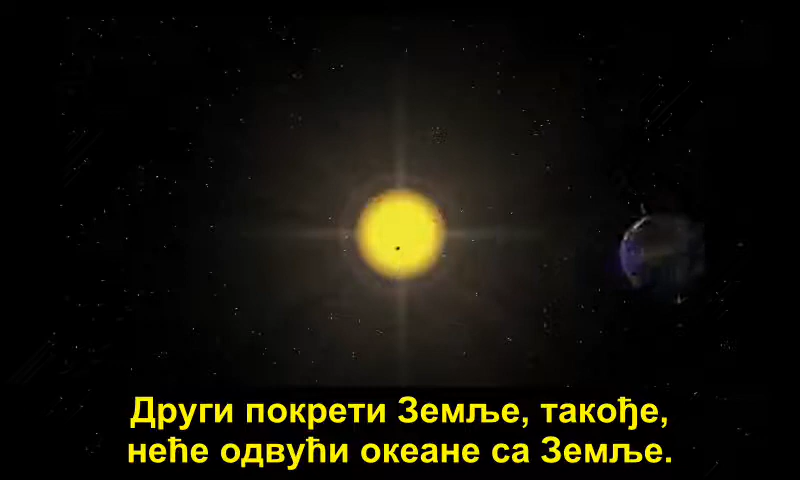 Други покрети Земље, такође,
неће одвући океане са Земље.